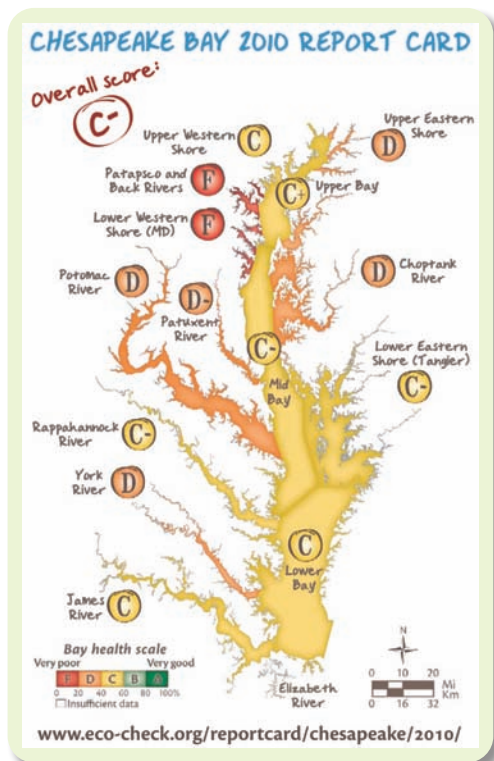 CHESAPEAKE BAY 2010 REPORT CARD
Overall score:
C-
Upper Western
Shore
C
Upper Eastern
Shore
D
Patapsco and
Back Rivers
F
C+
Upper Bay
Lower Western
Shore (MD)
F
Potomac
River
D
D-
Patuxent
River
D
Choptank
River
C-
Mid
Bay
Lower Eastern
Shore (Tangier)
C-
Rappahannock
River
C-
York
River
D
C
Lower
Bay
James
River
C
Bay health scale
Very poor Very good
F D C B A
0 20 40 60 80 100%
Insufficient data
Elizabeth
River
N
0 10 20
Mi
Km
0 16 32
www.eco-check.org/reportcard/chesapeake/2010/